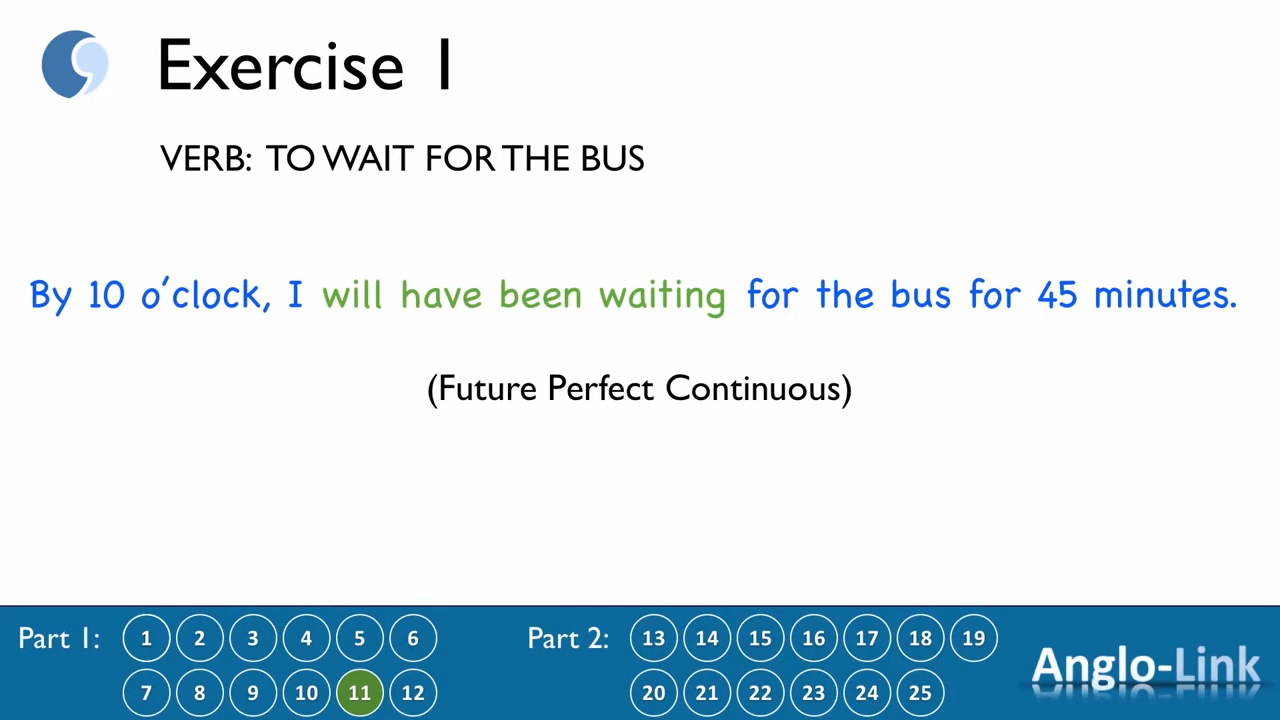 Exercise 1
VERB: TO WAIT FOR THE BUS
By 10 o'clock, I will have been waiting for the bus for 45 minutes.
(Future Perfect Continuous)
Part 1: 1 2 3 4 5 6
7 8 9 10 11 12
Part 2: 13 14 15 16 17 18 19
20 21 22 23 24 25
Anglo-Link